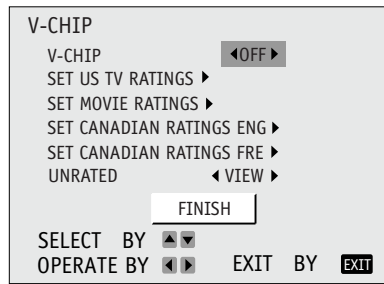 V-CHIP
V-CHIP ◀OFF▶
SET US TV RATINGS ▶
SET MOVIE RATINGS ▶
SET CANADIAN RATINGS ENG ▶
SET CANADIAN RATINGS FRE ▶
UNRATED ◀ VIEW ▶
FINISH
SELECT BY ▲ ▼
OPERATE BY ◀ ▶ EXIT BY EXIT